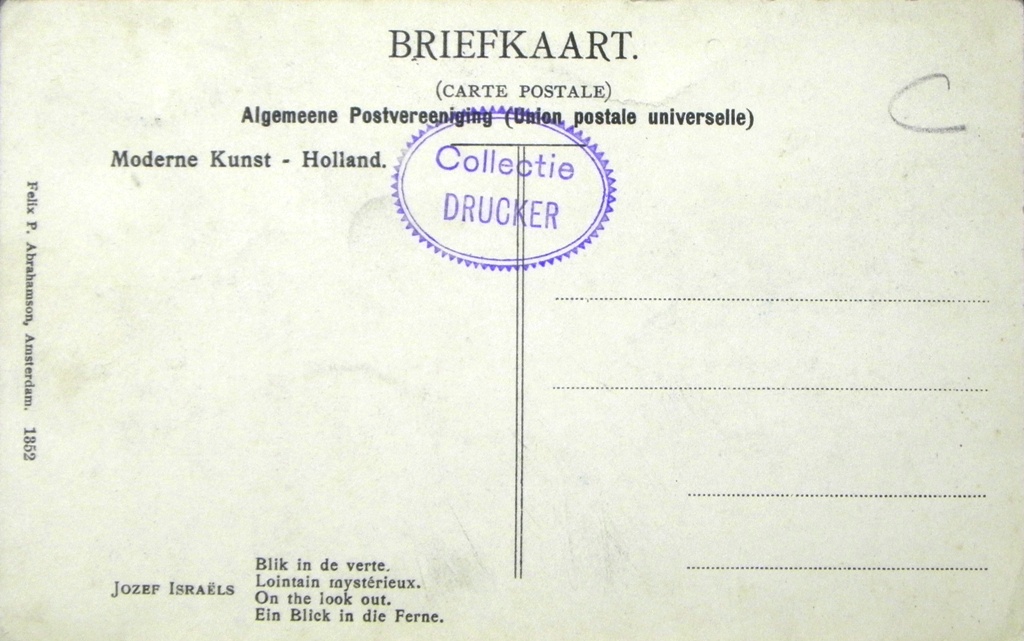 BRIEFKAART.
(CARTE POSTALE)
Algemeene Postvereeniging (Union postale universelle)
Moderne Kunst - Holland.
Collectie
DRUCKER
C
Felix P. Abrahamson, Amsterdam. 1352
JOZEF ISRAËLS
Blik in de verte.
Lointain mystérieux.
On the look out.
Ein Blick in die Ferne.